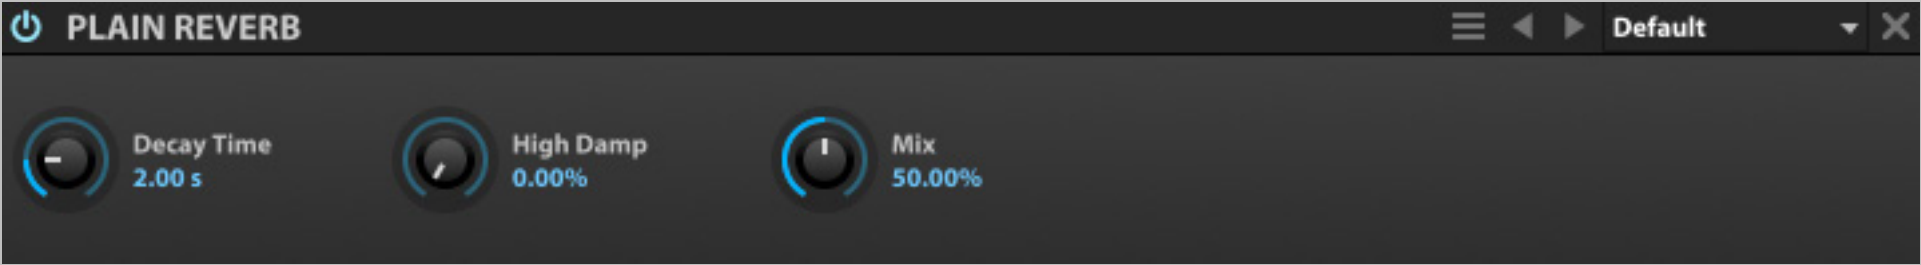 PLAIN REVERB
Default
Decay Time
2.00 s
High Damp
0.00%
Mix
50.00%